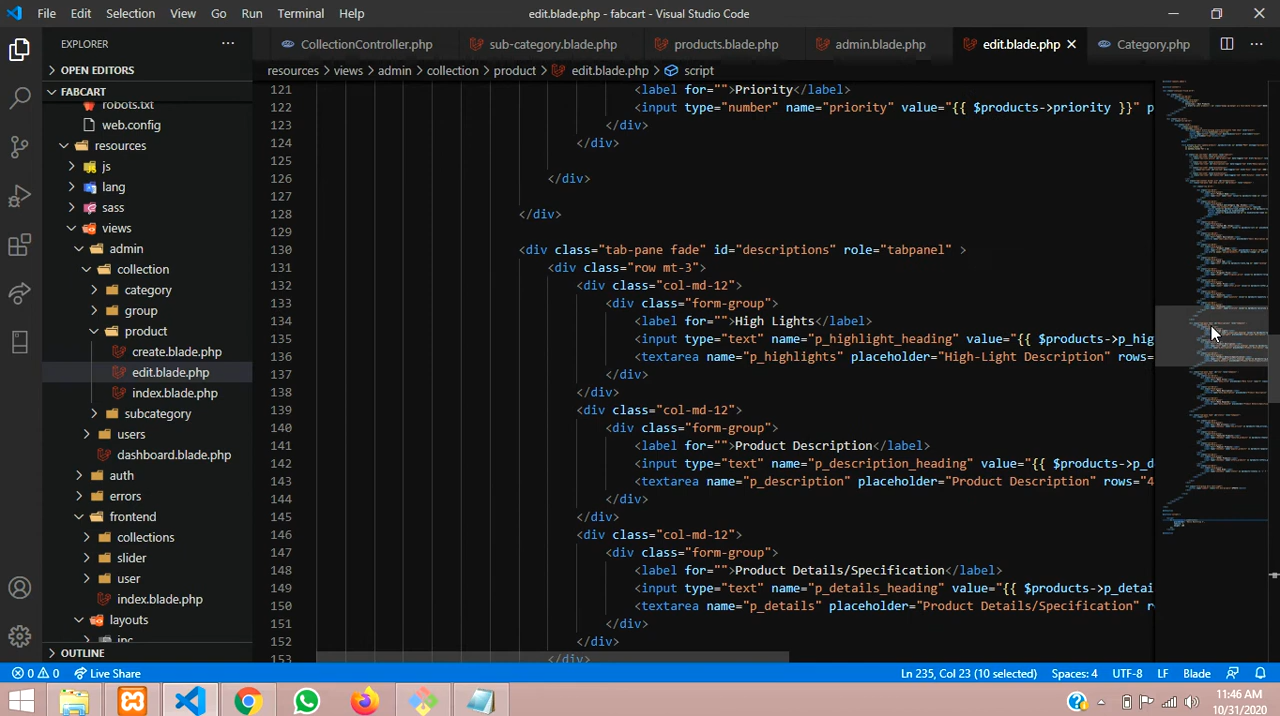 File Edit Selection View Go Run Terminal Help edit.blade.php - fabcart - Visual Studio Code
EXPLORER
CollectionController.php sub-category.blade.php products.blade.php admin.blade.php edit.blade.php Category.php
OPEN EDITORS
resources > views > admin > collection > product > edit.blade.php > script
FABCART
robots.txt
web.config
resources
js
lang
sass
views
admin
collection
category
group
product
create.blade.php
edit.blade.php
index.blade.php
subcategory
users
dashboard.blade.php
auth
errors
frontend
collections
slider
user
index.blade.php
layouts
inc
OUTLINE
121 <label for="">Priority</label>
122 <input type="number" name="priority" value="{{ $products->priority }}" p
123 </div>
124 </div>
125
126 </div>
127
128 </div>
129
130 <div class="tab-pane fade" id="descriptions" role="tabpanel" >
131 <div class="row mt-3">
132 <div class="col-md-12">
133 <div class="form-group">
134 <label for="">High Lights</label>
135 <input type="text" name="p_highlight_heading" value="{{ $products->p_hig
136 <textarea name="p_highlights" placeholder="High-Light Description" rows=
137 </div>
138 </div>
139 <div class="col-md-12">
140 <div class="form-group">
141 <label for="">Product Description</label>
142 <input type="text" name="p_description_heading" value="{{ $products->p_d
143 <textarea name="p_description" placeholder="Product Description" rows="4
144 </div>
145 </div>
146 <div class="col-md-12">
147 <div class="form-group">
148 <label for="">Product Details/Specification</label>
149 <input type="text" name="p_details_heading" value="{{ $products->p_detai
150 <textarea name="p_details" placeholder="Product Details/Specification" r
151 </div>
152 </div>
153 </div>
0 0 Live Share Ln 235, Col 23 (10 selected) Spaces: 4 UTF-8 LF Blade
11:46 AM
10/31/2020